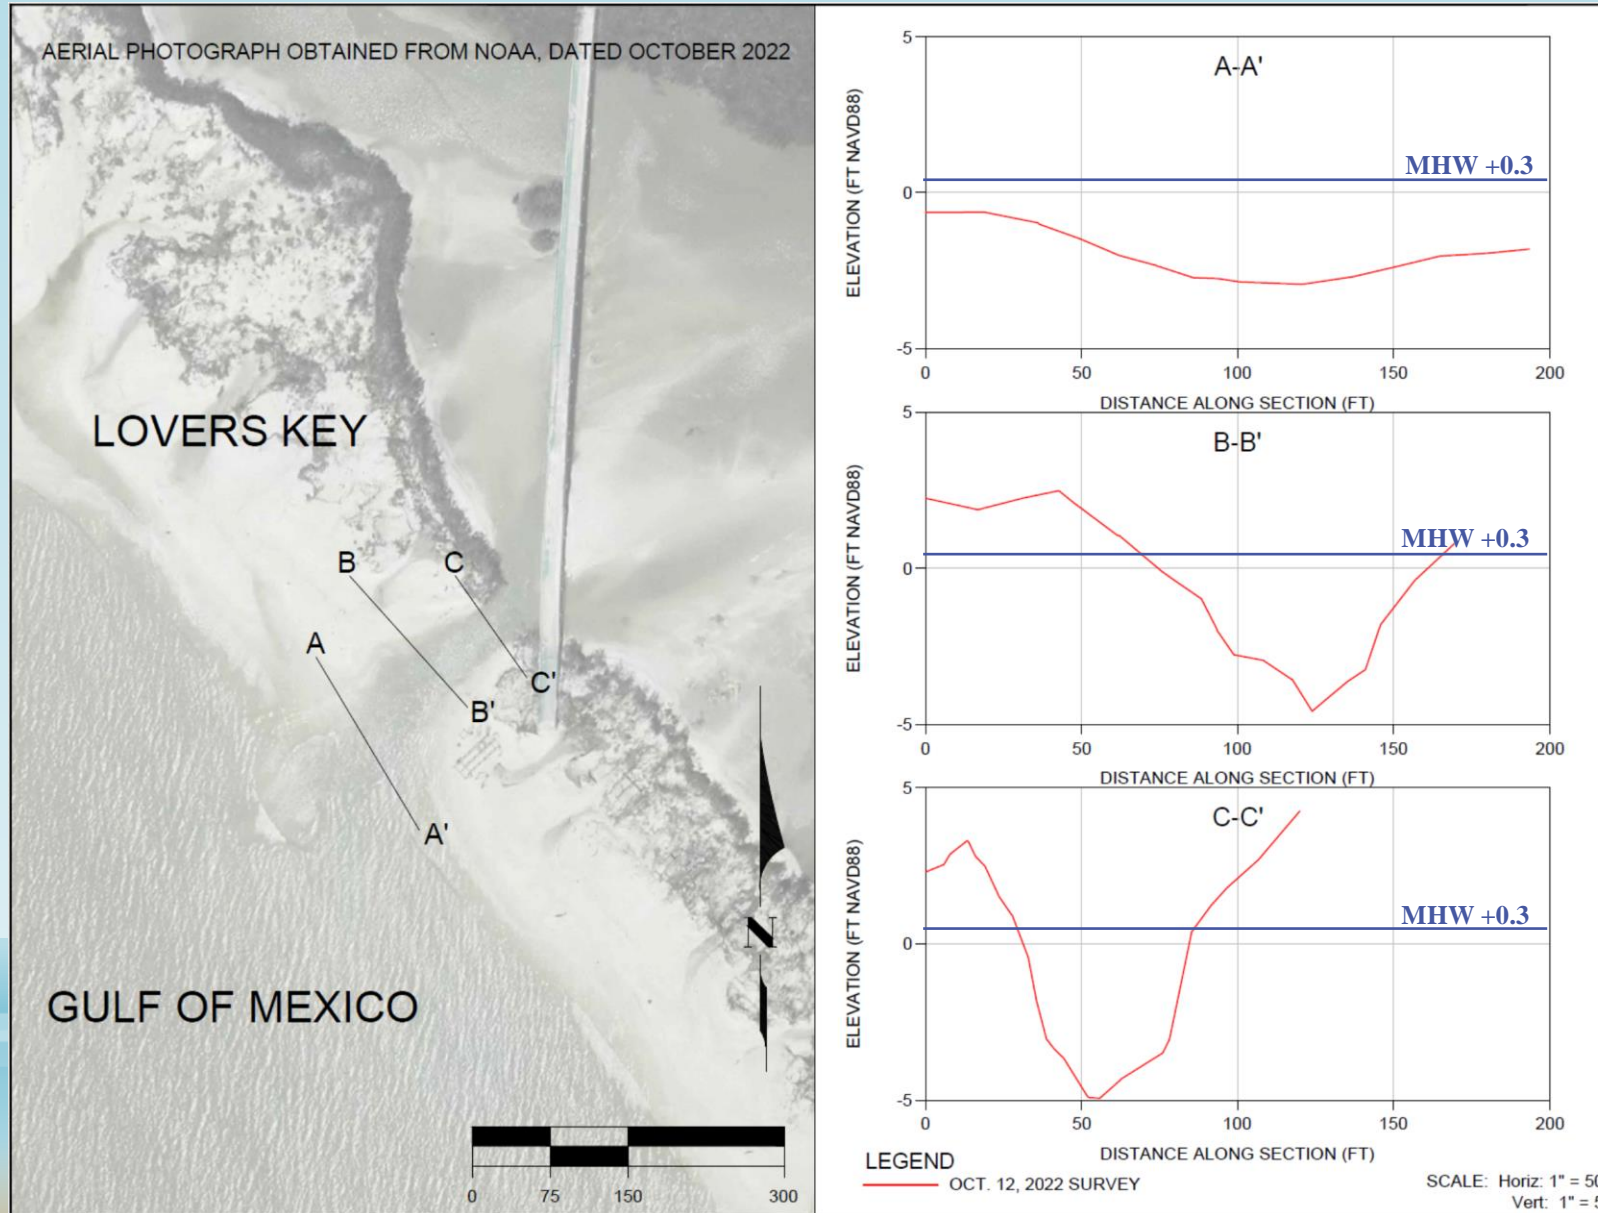 AERIAL PHOTOGRAPH OBTAINED FROM NOAA, DATED OCTOBER 2022
LOVERS KEY
B
C
A
C'
B'
A'
N
GULF OF MEXICO
0 75 150 300
A-A'
MHW +0.3
ELEVATION (FT NAVD88)
5
0
-5
0 50 100 150 200
DISTANCE ALONG SECTION (FT)
B-B'
MHW +0.3
ELEVATION (FT NAVD88)
5
0
-5
0 50 100 150 200
DISTANCE ALONG SECTION (FT)
C-C'
MHW +0.3
ELEVATION (FT NAVD88)
5
0
-5
0 50 100 150 200
DISTANCE ALONG SECTION (FT)
LEGEND
OCT. 12, 2022 SURVEY
SCALE: Horiz: 1" = 50
Vert: 1" = 5